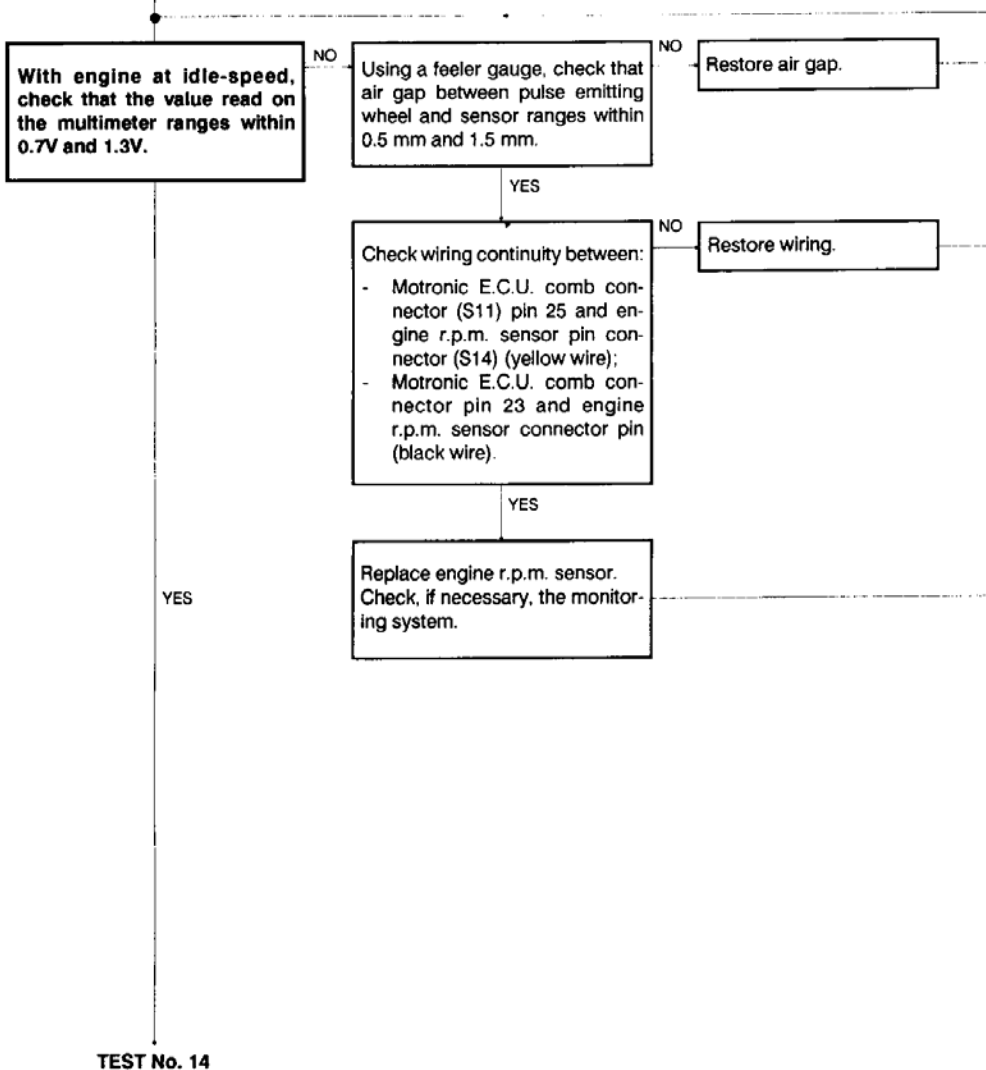 With engine at idle-speed,
check that the value read on
the multimeter ranges within
0.7V and 1.3V.
NO
Using a feeler gauge, check that
air gap between pulse emitting
wheel and sensor ranges within
0.5 mm and 1.5 mm.
NO
Restore air gap.
YES
Check wiring continuity between:
- Motronic E.C.U. comb con-
nector (S11) pin 25 and en-
gine r.p.m. sensor pin con-
nector (S14) (yellow wire);
- Motronic E.C.U. comb con-
nector pin 23 and engine
r.p.m. sensor connector pin
(black wire).
NO
Restore wiring.
YES
Replace engine r.p.m. sensor.
Check, if necessary, the monitor-
ing system.
YES
TEST No. 14